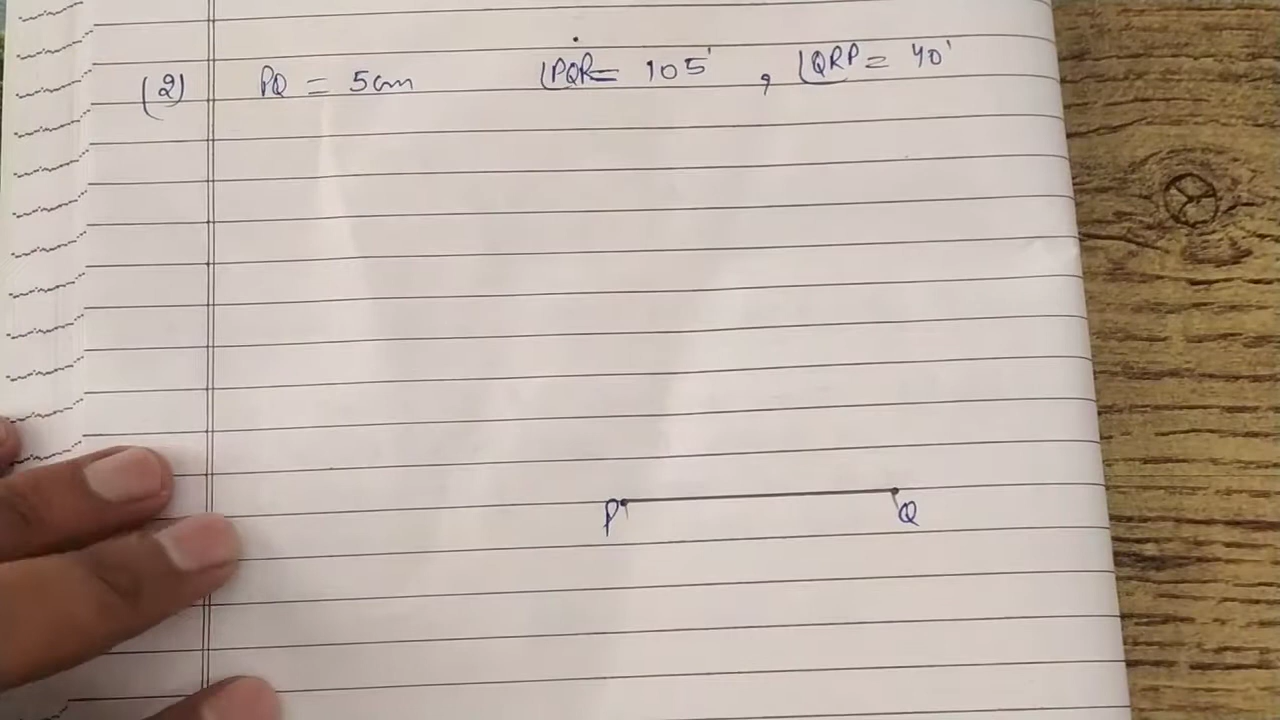 (2) PQ = 5cm ∠PQR = 105° , ∠QRP = 40°
P Q